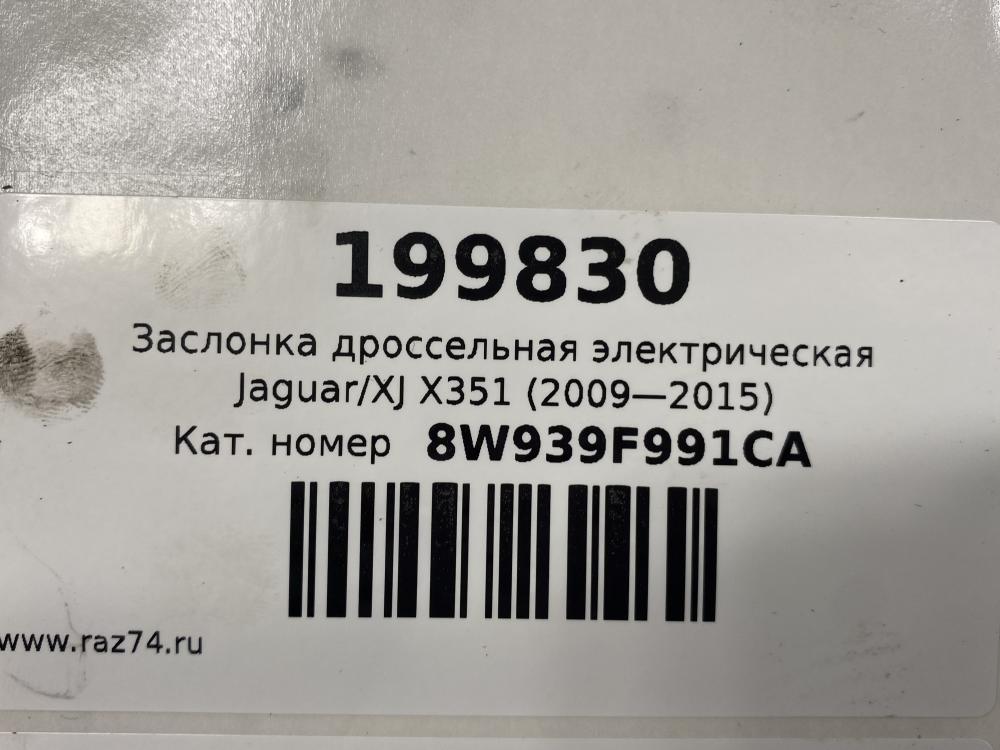 199830
Заслонка дроссельная электрическая
Jaguar/XJ X351 (2009—2015)
Кат. номер 8W939F991CA
www.raz74.ru